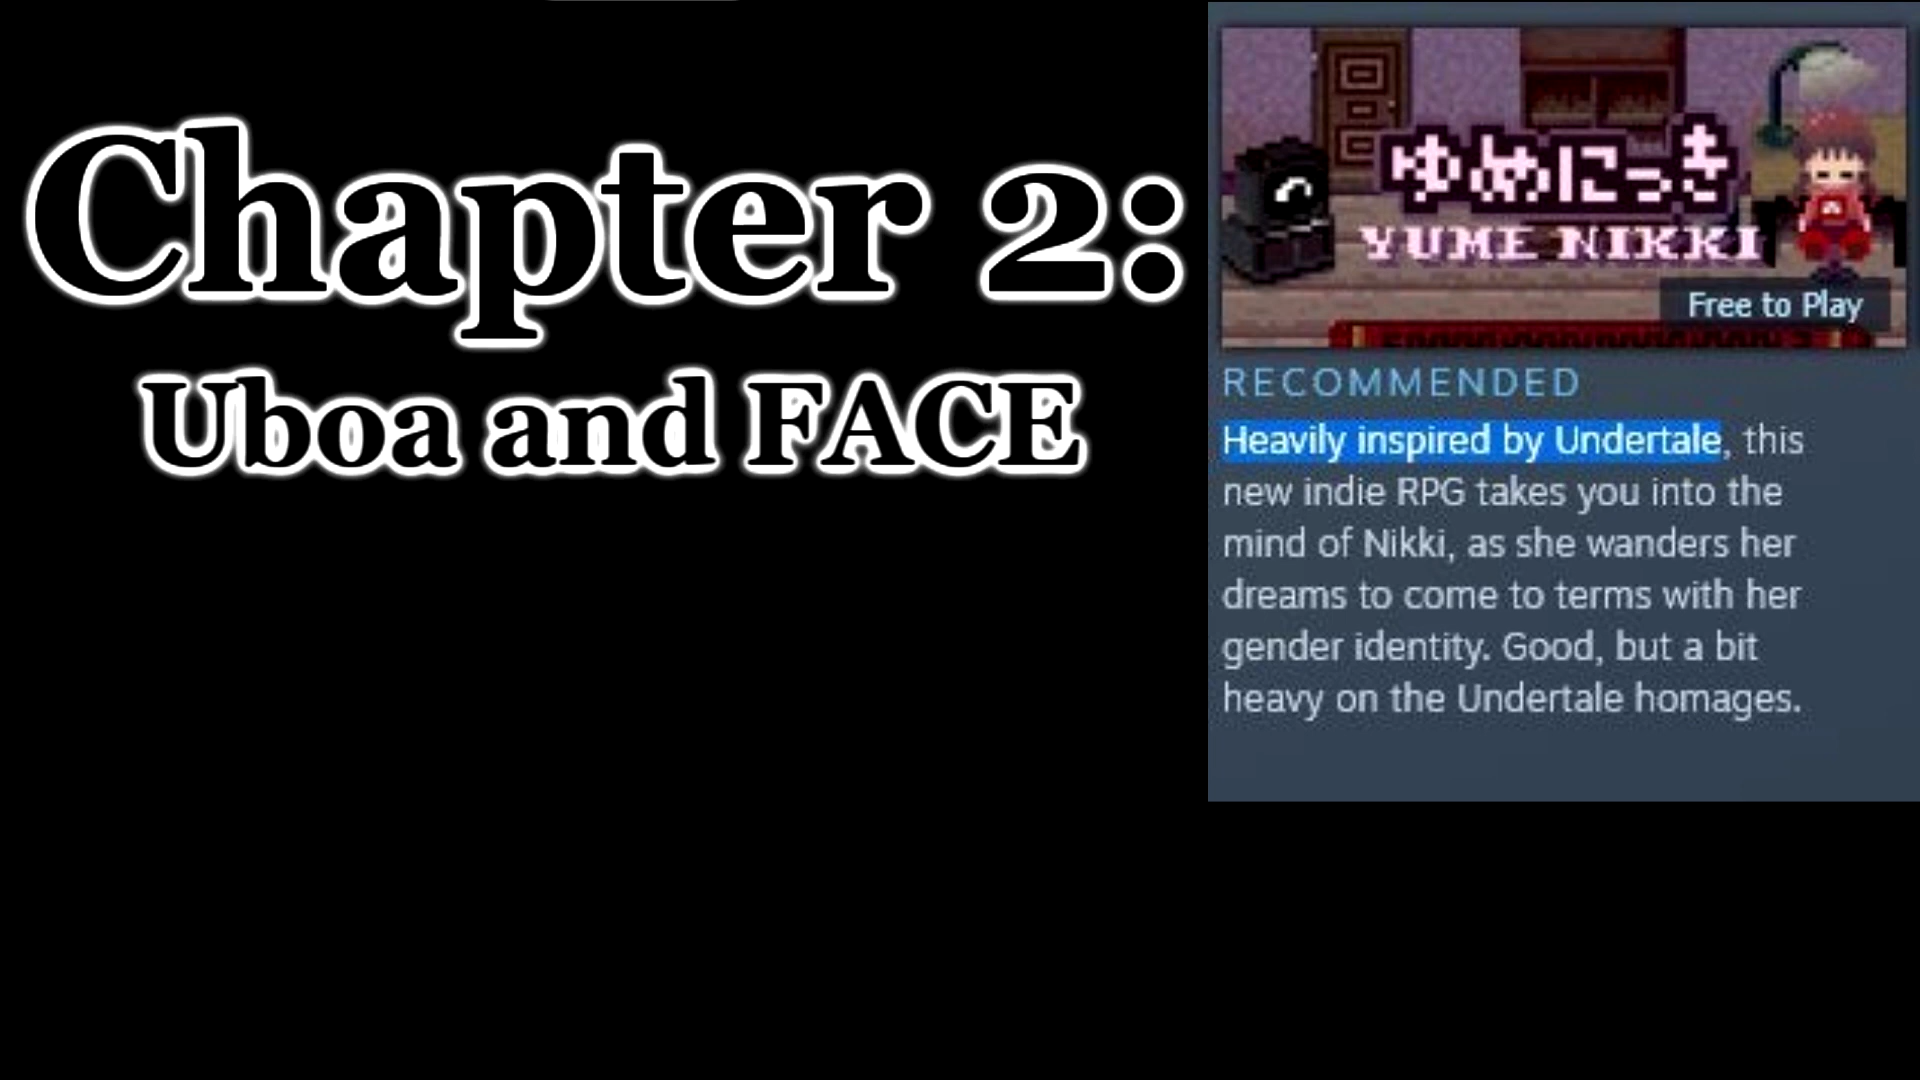 Chapter 2:
Uboa and FACE
ゆめにっき
YUME NIKKI
Free to Play
RECOMMENDED
Heavily inspired by Undertale, this
new indie RPG takes you into the
mind of Nikki, as she wanders her
dreams to come to terms with her
gender identity. Good, but a bit
heavy on the Undertale homages.